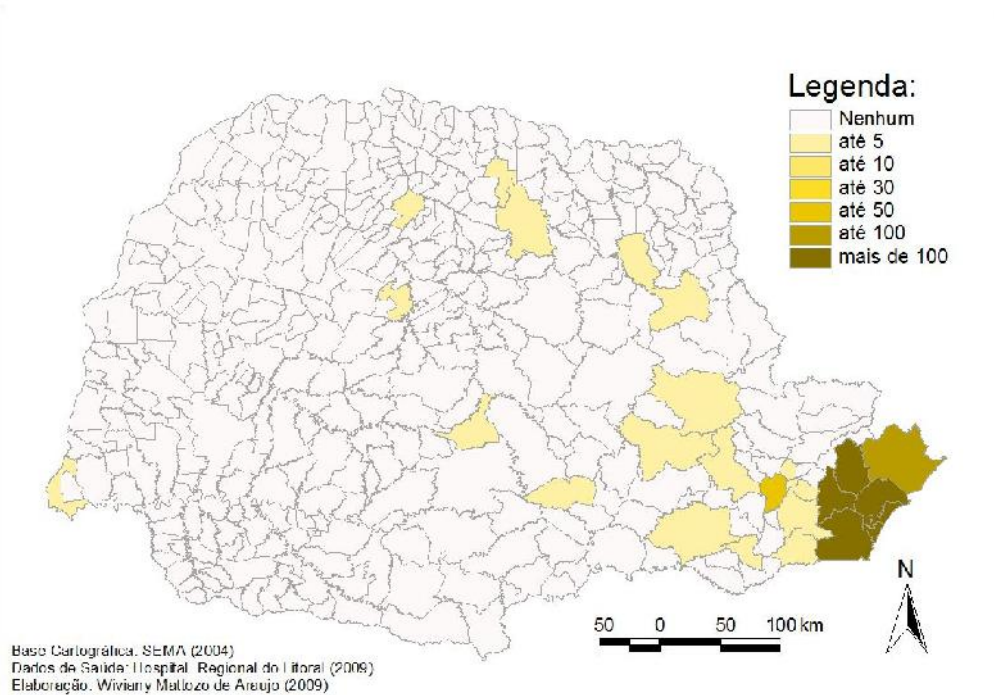 Legenda:
Nenhum
até 5
até 10
até 30
até 50
até 100
mais de 100
N
50 0 50 100 km
Base Cartográfica: SEMA (2004)
Dados de Saúde: Hospital Regional do Litoral (2009)
Elaboração: Wiviany Mattozo de Araujo (2009)